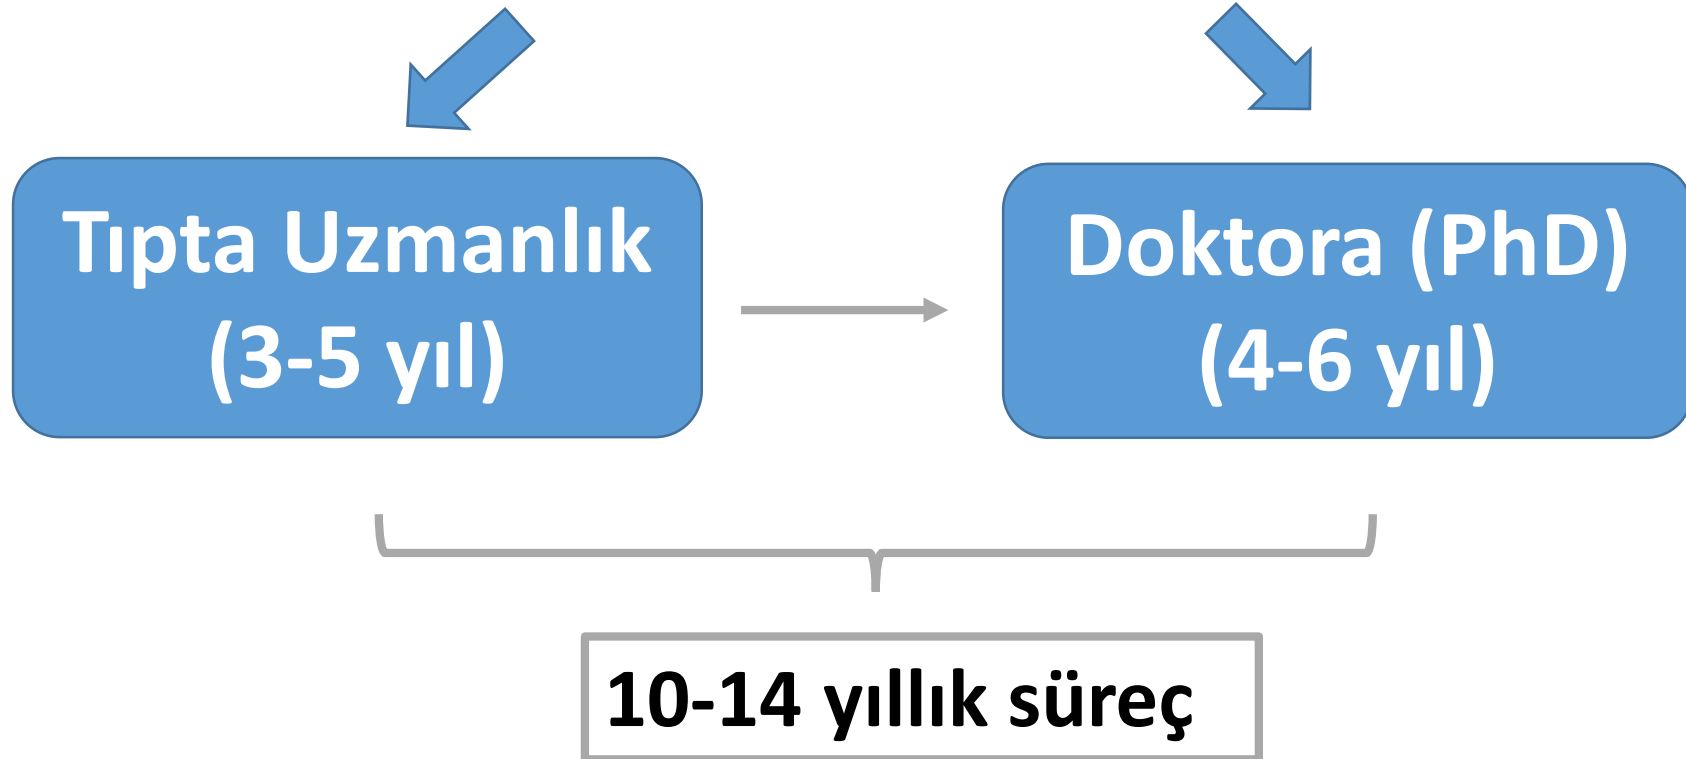 Tıpta Uzmanlık
(3-5 yıl)
Doktora (PhD)
(4-6 yıl)
10-14 yıllık süreç